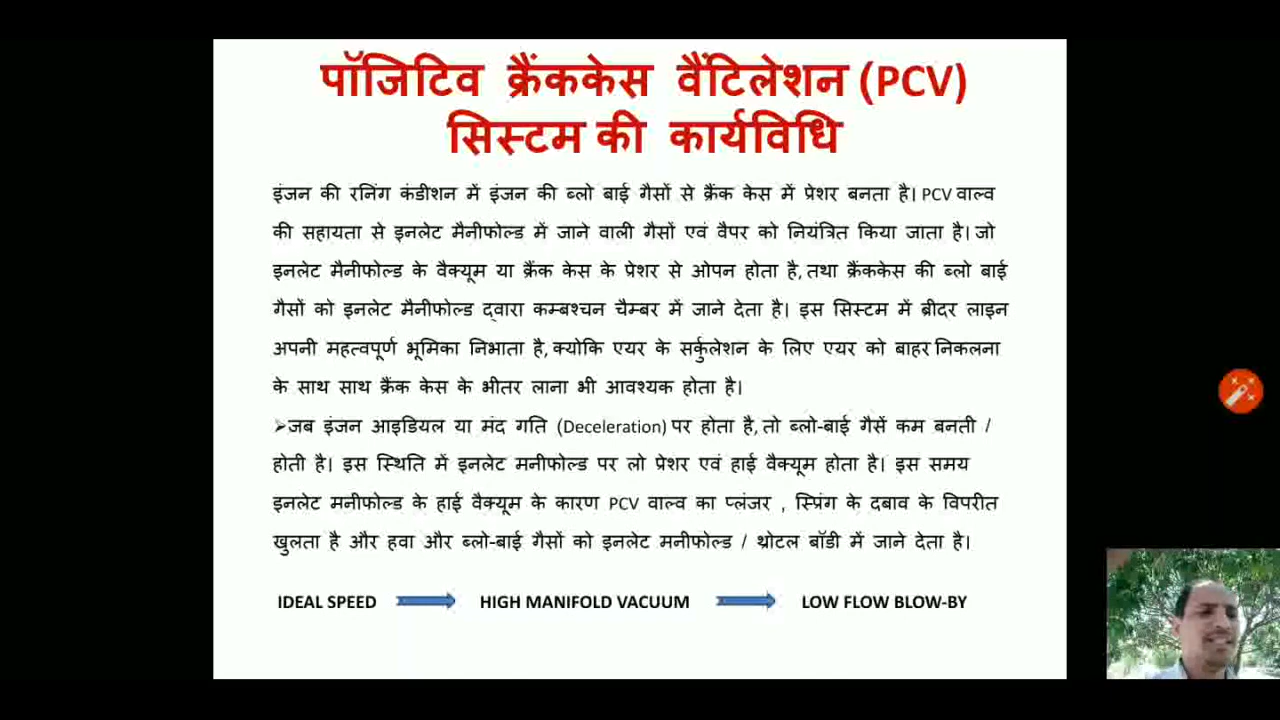 पॉजिटिव क्रैंककेस वैंटिलेशन (PCV)
सिस्टम की कार्यविधि
इंजन की रनिंग कंडीशन में इंजन की ब्लो बाई गैसों से क्रैंक केस में प्रेशर बनता है। PCV वाल्व
की सहायता से इनलेट मैनीफोल्ड में जाने वाली गैसों एवं वैपर को नियंत्रित किया जाता है। जो
इनलेट मैनीफोल्ड के वैक्यूम या क्रैंक केस के प्रेशर से ओपन होता है, तथा क्रैंककेस की ब्लो बाई
गैसों को इनलेट मैनीफोल्ड द्वारा कम्बश्चन चैम्बर में जाने देता है। इस सिस्टम में ब्रीदर लाइन
अपनी महत्वपूर्ण भूमिका निभाता है, क्योकि एयर के सर्कुलेशन के लिए एयर को बाहर निकलना
के साथ साथ क्रैंक केस के भीतर लाना भी आवश्यक होता है।
➢जब इंजन आइडियल या मंद गति (Deceleration) पर होता है, तो ब्लो-बाई गैसें कम बनती /
होती है। इस स्थिति में इनलेट मनीफोल्ड पर लो प्रेशर एवं हाई वैक्यूम होता है। इस समय
इनलेट मनीफोल्ड के हाई वैक्यूम के कारण PCV वाल्व का प्लंजर , स्प्रिंग के दबाव के विपरीत
खुलता है और हवा और ब्लो-बाई गैसों को इनलेट मनीफोल्ड / थ्रोटल बॉडी में जाने देता है।
IDEAL SPEED HIGH MANIFOLD VACUUM LOW FLOW BLOW-BY